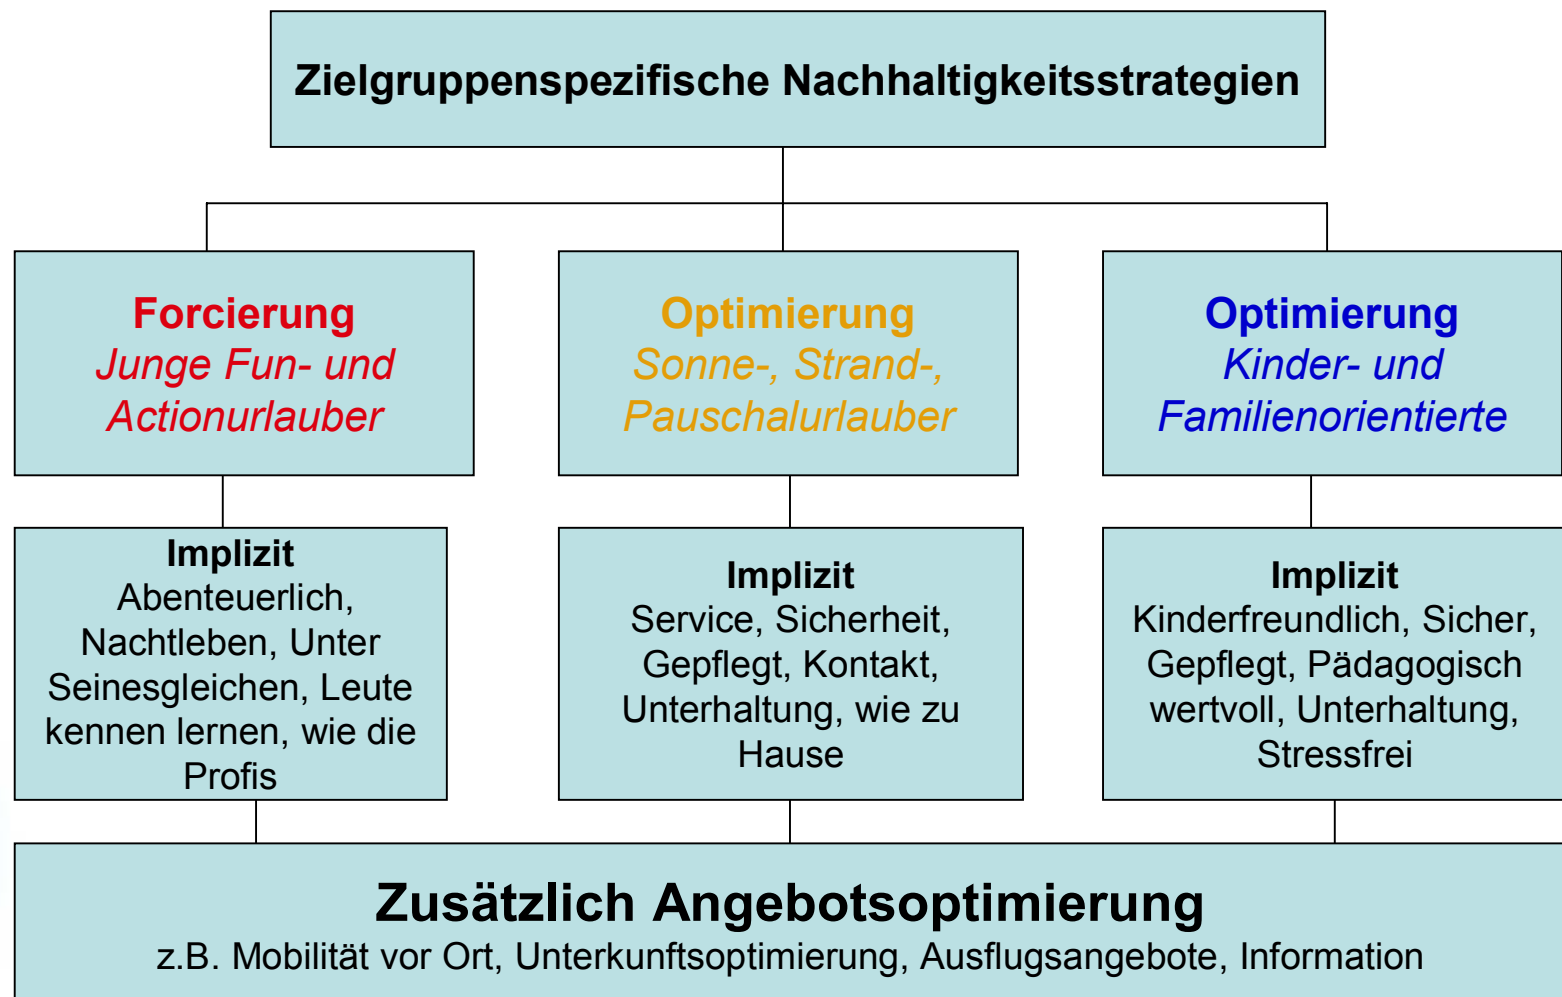 Zielgruppenspezifische Nachhaltigkeitsstrategien
Forcierung
Junge Fun- und
Actionurlauber
Optimierung
Sonne-, Strand-,
Pauschalurlauber
Optimierung
Kinder- und
Familienorientierte
Implizit
Abenteuerlich,
Nachtleben, Unter
Seinesgleichen, Leute
kennen lernen, wie die
Profis
Implizit
Service, Sicherheit,
Gepflegt, Kontakt,
Unterhaltung, wie zu
Hause
Implizit
Kinderfreundlich, Sicher,
Gepflegt, Pädagogisch
wertvoll, Unterhaltung,
Stressfrei
Zusätzlich Angebotsoptimierung
z.B. Mobilität vor Ort, Unterkunftsoptimierung, Ausflugsangebote, Information